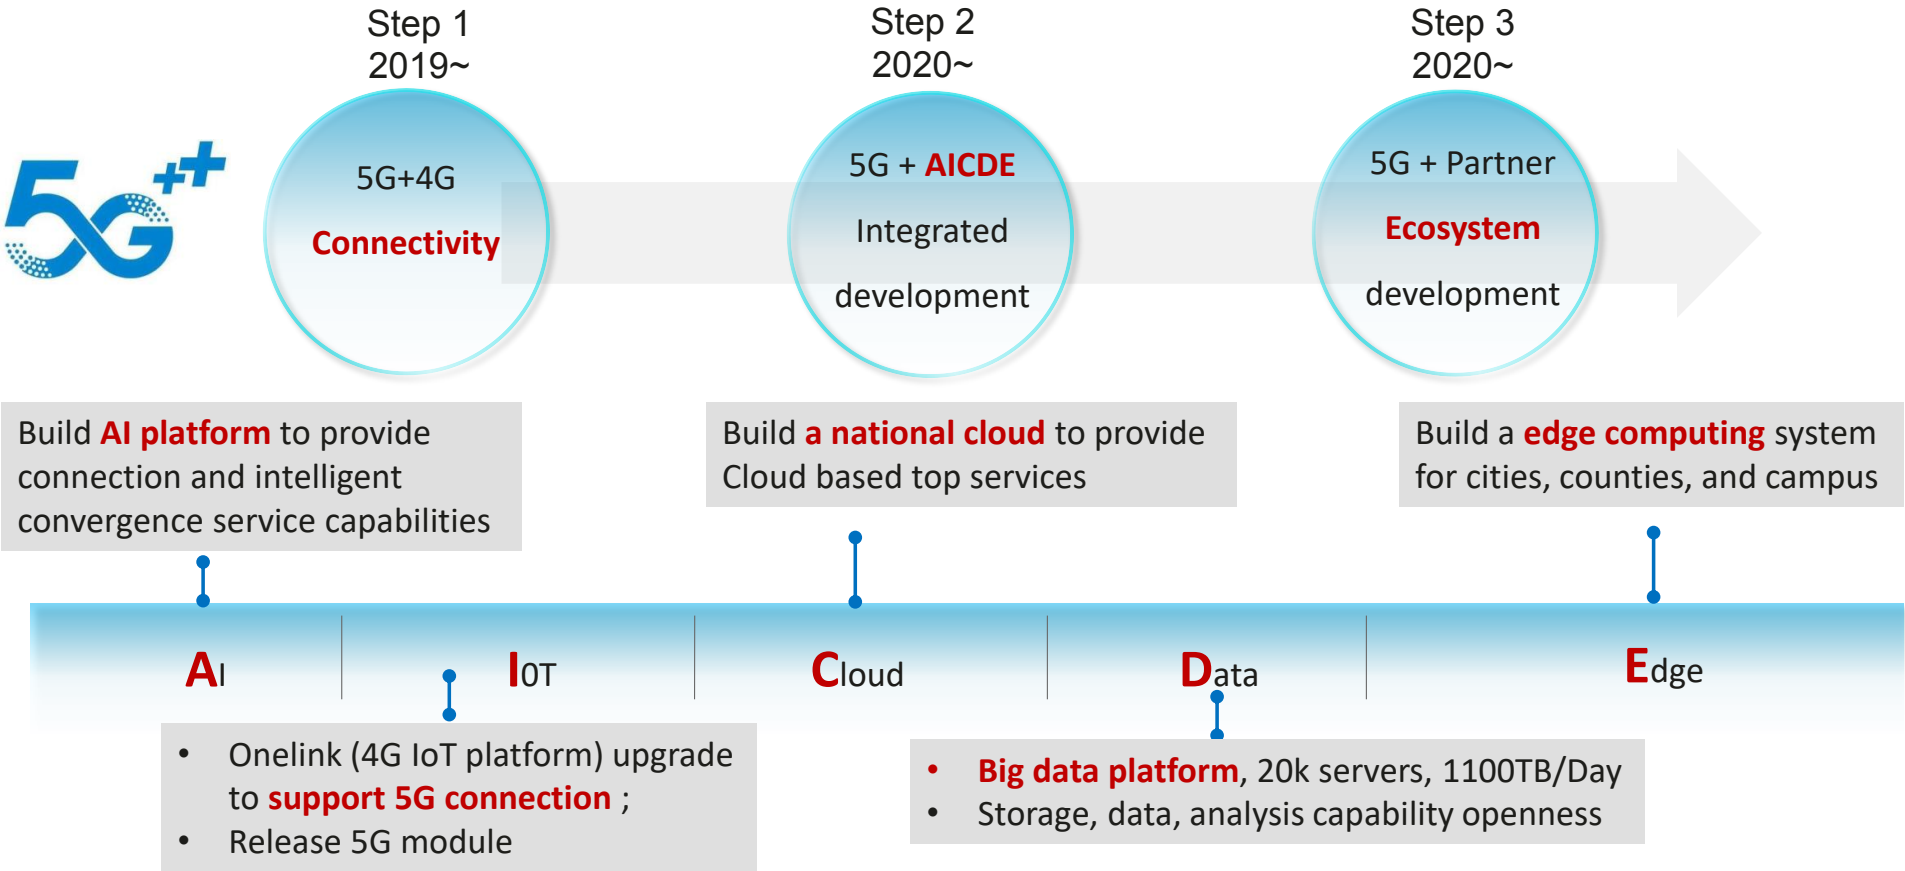 Step 1
2019~
Step 2
2020~
Step 3
2020~
5G++
5G+4G
Connectivity
5G + AICDE
Integrated
development
5G + Partner
Ecosystem
development
Build AI platform to provide
connection and intelligent
convergence service capabilities
Build a national cloud to provide
Cloud based top services
Build a edge computing system
for cities, counties, and campus
AI
I0T
Cloud
Data
Edge
• Onelink (4G IoT platform) upgrade
to support 5G connection ;
• Release 5G module
• Big data platform, 20k servers, 1100TB/Day
• Storage, data, analysis capability openness